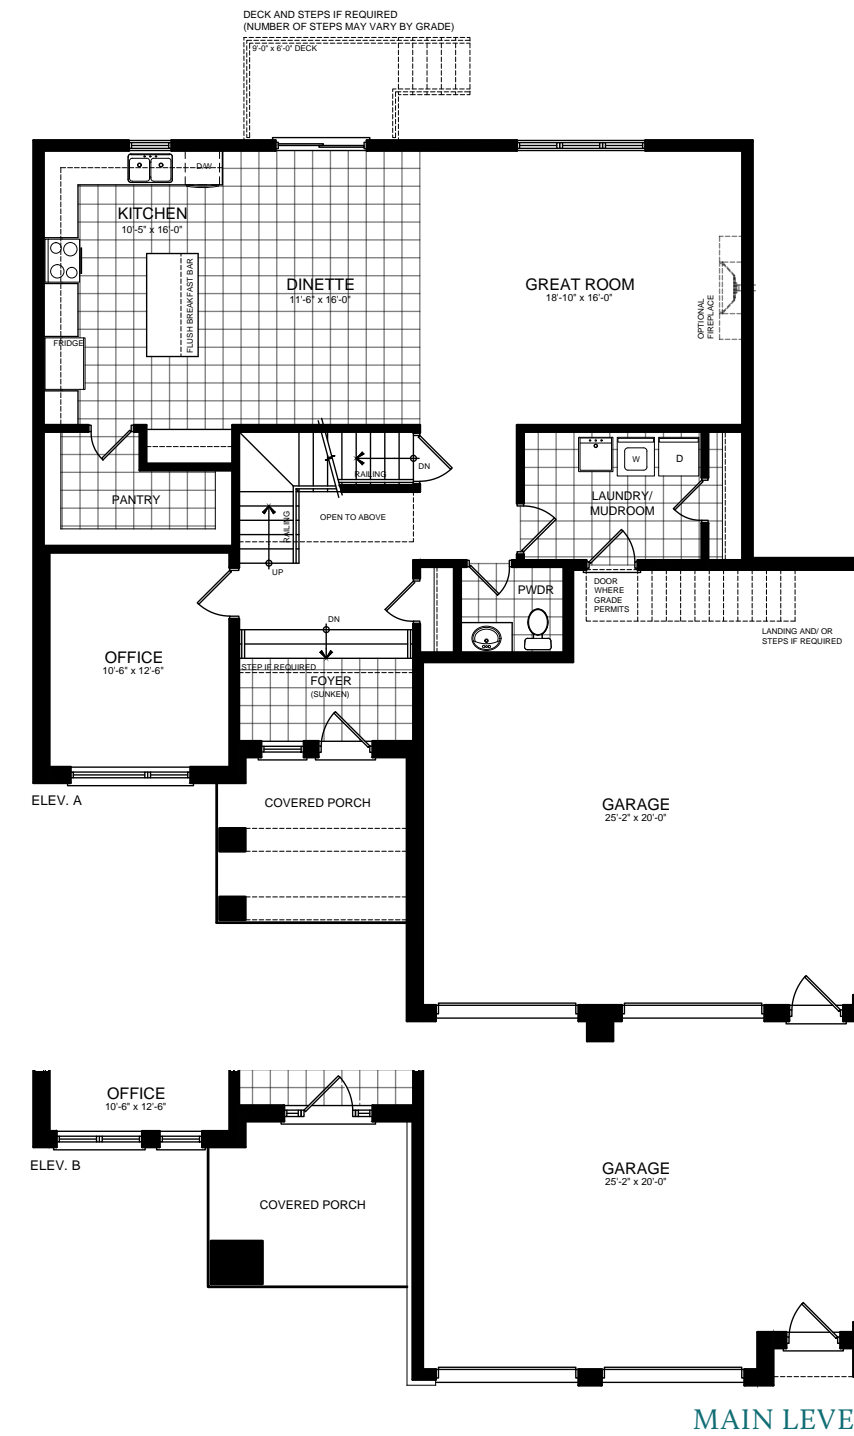 DECK AND STEPS IF REQUIRED
(NUMBER OF STEPS MAY VARY BY GRADE)
9'-0" x 6'-0" DECK
D/W
KITCHEN
10'-5" x 16'-0"
FLUSH BREAKFAST BAR
DINETTE
11'-6" x 16'-0"
GREAT ROOM
18'-10" x 16'-0"
OPTIONAL
FIREPLACE
FRIDGE
RAILING
DN
W
D
PANTRY
LAUNDRY/
MUDROOM
RAILING
OPEN TO ABOVE
UP
PWDR
DOOR
WHERE
GRADE
PERMITS
DN
LANDING AND/ OR
STEPS IF REQUIRED
OFFICE
10'-6" x 12'-6"
STEP IF REQUIRED
FOYER
(SUNKEN)
ELEV. A
COVERED PORCH
GARAGE
25'-2" x 20'-0"
OFFICE
10'-6" x 12'-6"
ELEV. B
COVERED PORCH
GARAGE
25'-2" x 20'-0"
MAIN LEVE